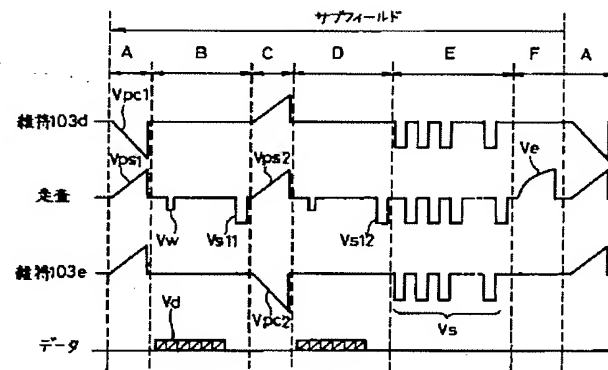 サブフィールド
A B C D E F A
維持103d
Vpc1
Vps1
Vps2
Ve
走査
Vw
Vs11
Vs12
維持103e
Vd
Vpc2
Vs
データ